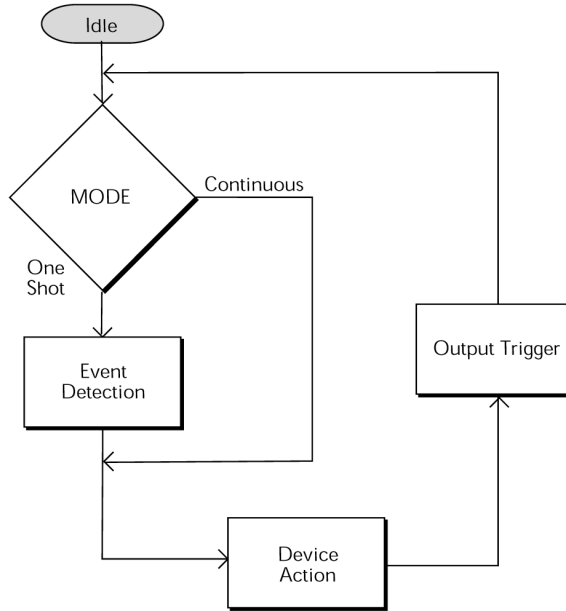 Idle
MODE
Continuous
One
Shot
Event
Detection
Output Trigger
Device
Action